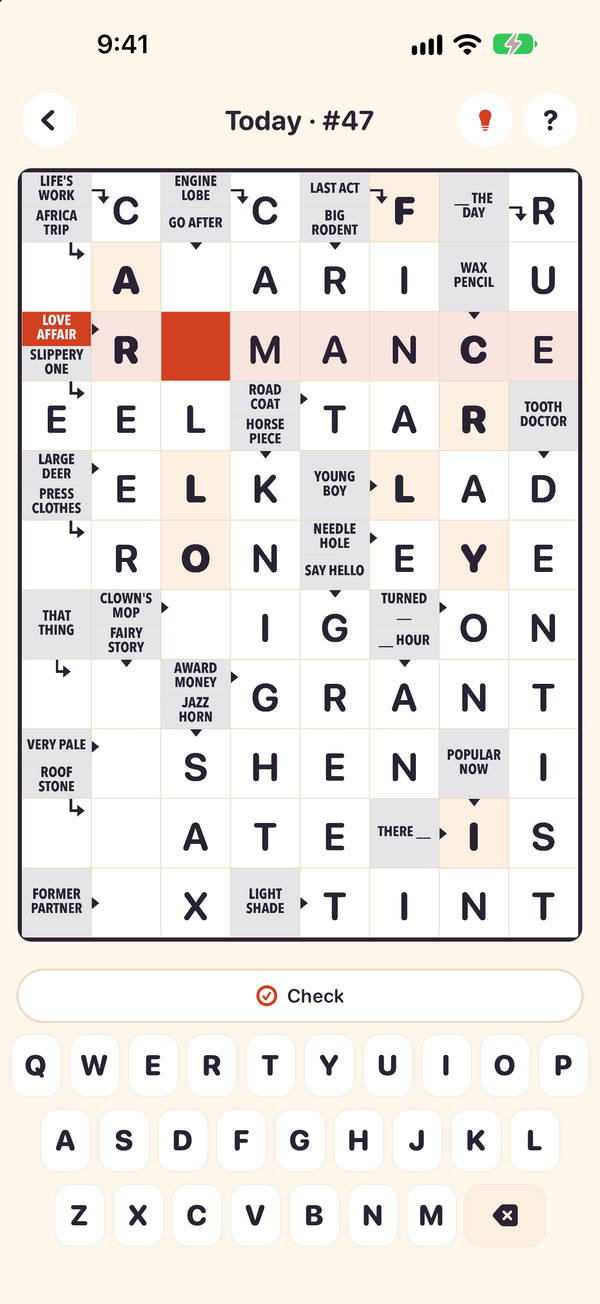 9:41
Today · #47
?
LIFE'S
WORK
AFRICA
TRIP
C
ENGINE
LOBE
GO AFTER
C
LAST ACT
BIG
RODENT
F
__ THE
DAY
R
A
A
R
I
WAX
PENCIL
U
LOVE
AFFAIR
SLIPPERY
ONE
R
M
A
N
C
E
E
E
L
ROAD
COAT
HORSE
PIECE
T
A
R
TOOTH
DOCTOR
LARGE
DEER
PRESS
CLOTHES
E
L
K
YOUNG
BOY
L
A
D
R
O
N
NEEDLE
HOLE
SAY HELLO
E
Y
E
THAT
THING
CLOWN'S
MOP
FAIRY
STORY
I
G
TURNED
__
__ HOUR
O
N
AWARD
MONEY
JAZZ
HORN
G
R
A
N
T
VERY PALE
ROOF
STONE
S
H
E
N
POPULAR
NOW
I
A
T
E
THERE __
I
S
FORMER
PARTNER
X
LIGHT
SHADE
T
I
N
T
Check
Q W E R T Y U I O P
A S D F G H J K L
Z X C V B N M